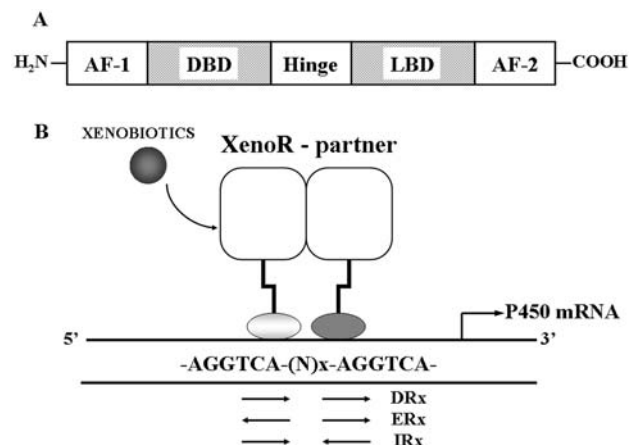 A
H₂N AF-1 DBD Hinge LBD AF-2 COOH
B
XENOBIOTICS
XenoR - partner
P450 mRNA
5’ 3’
-AGGTCA-(N)x-AGGTCA-
DRx
ERx
IRx